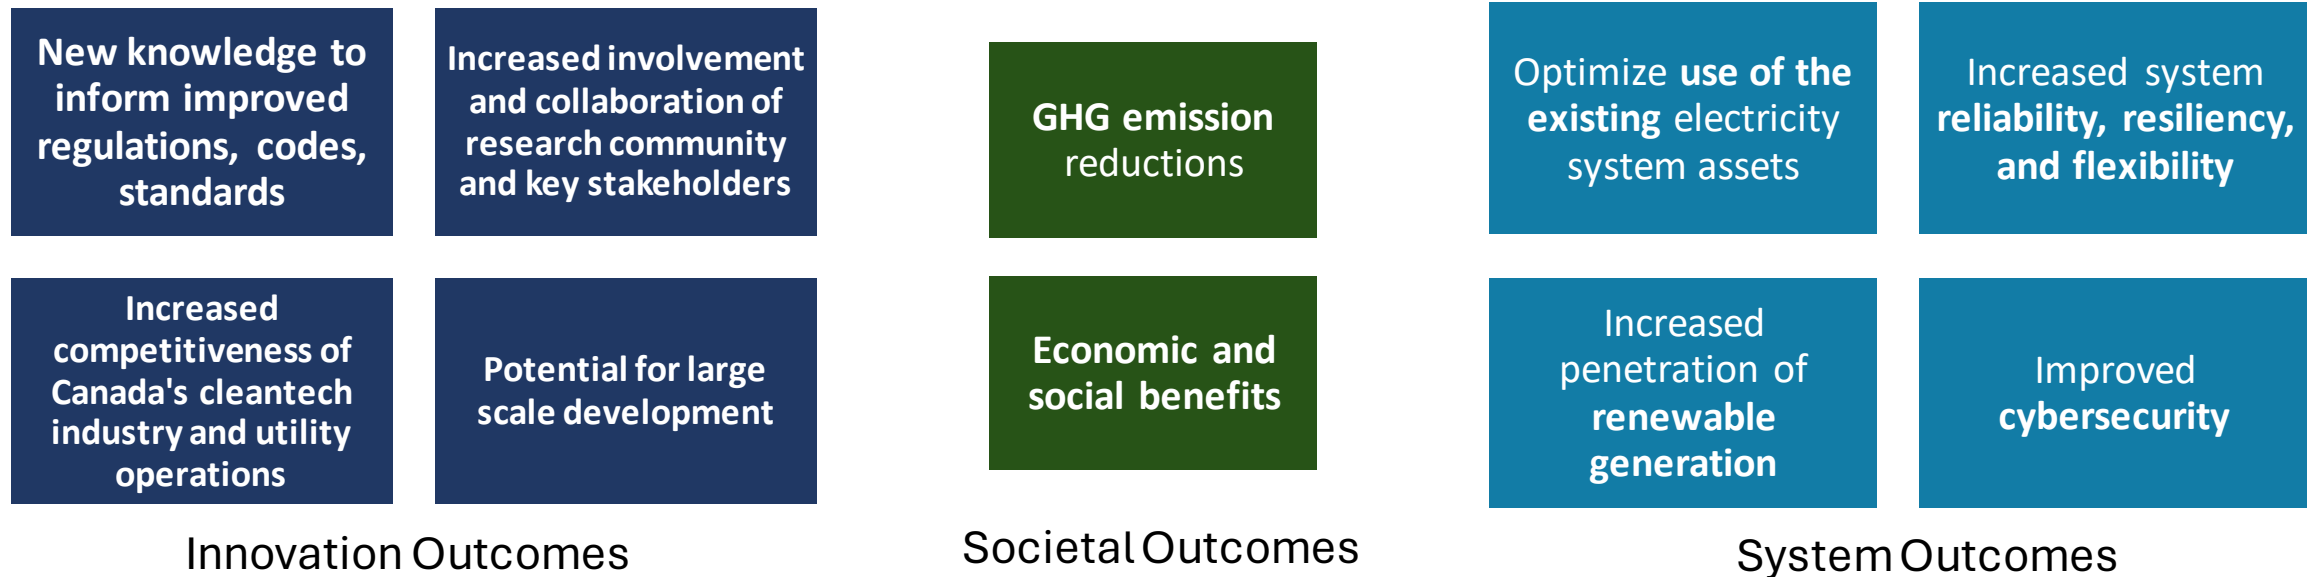 New knowledge to
inform improved
regulations, codes,
standards
Increased involvement
and collaboration of
research community
and key stakeholders
Increased
competitiveness of
Canada's cleantech
industry and utility
operations
Potential for large
scale development
Innovation Outcomes
GHG emission
reductions
Economic and
social benefits
Societal Outcomes
Optimize use of the
existing electricity
system assets
Increased system
reliability, resiliency,
and flexibility
Increased
penetration of
renewable
generation
Improved
cybersecurity
System Outcomes